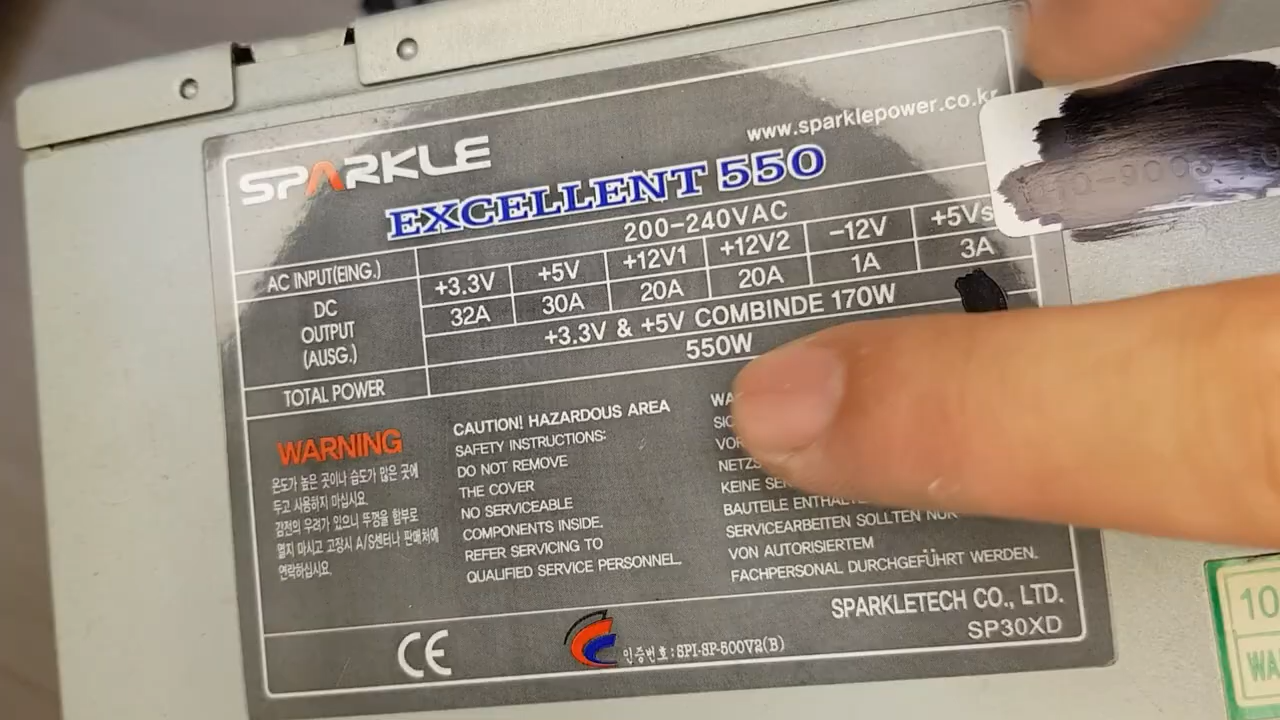 www.sparklepower.co.kr
SPARKLE
EXCELLENT 550
AC INPUT(EING.) 200-240VAC
DC OUTPUT (AUSG.)
+3.3V +5V +12V1 +12V2 -12V +5Vs
32A 30A 20A 20A 1A 3A
+3.3V & +5V COMBINDE 170W
TOTAL POWER 550W
WARNING
온도가 높은 곳이나 습도가 많은 곳에
두고 사용하지 마십시요.
감전의 우려가 있으니 뚜껑을 함부로
열지 마시고 고장시 A/S센터나 판매처에
연락하십시요.
CAUTION! HAZARDOUS AREA
SAFETY INSTRUCTIONS:
DO NOT REMOVE
THE COVER
NO SERVICEABLE
COMPONENTS INSIDE.
REFER SERVICING TO
QUALIFIED SERVICE PERSONNEL.
KEINE
BAUTEILE
SERVICEARBEITEN SOLLTEN NUR
VON AUTORISIERTEM
FACHPERSONAL DURCHGEFÜHRT WERDEN.
SPARKLETECH CO., LTD.
SP30XD
CE
인증번호:SPI-SP-500V2(B)
10
WA